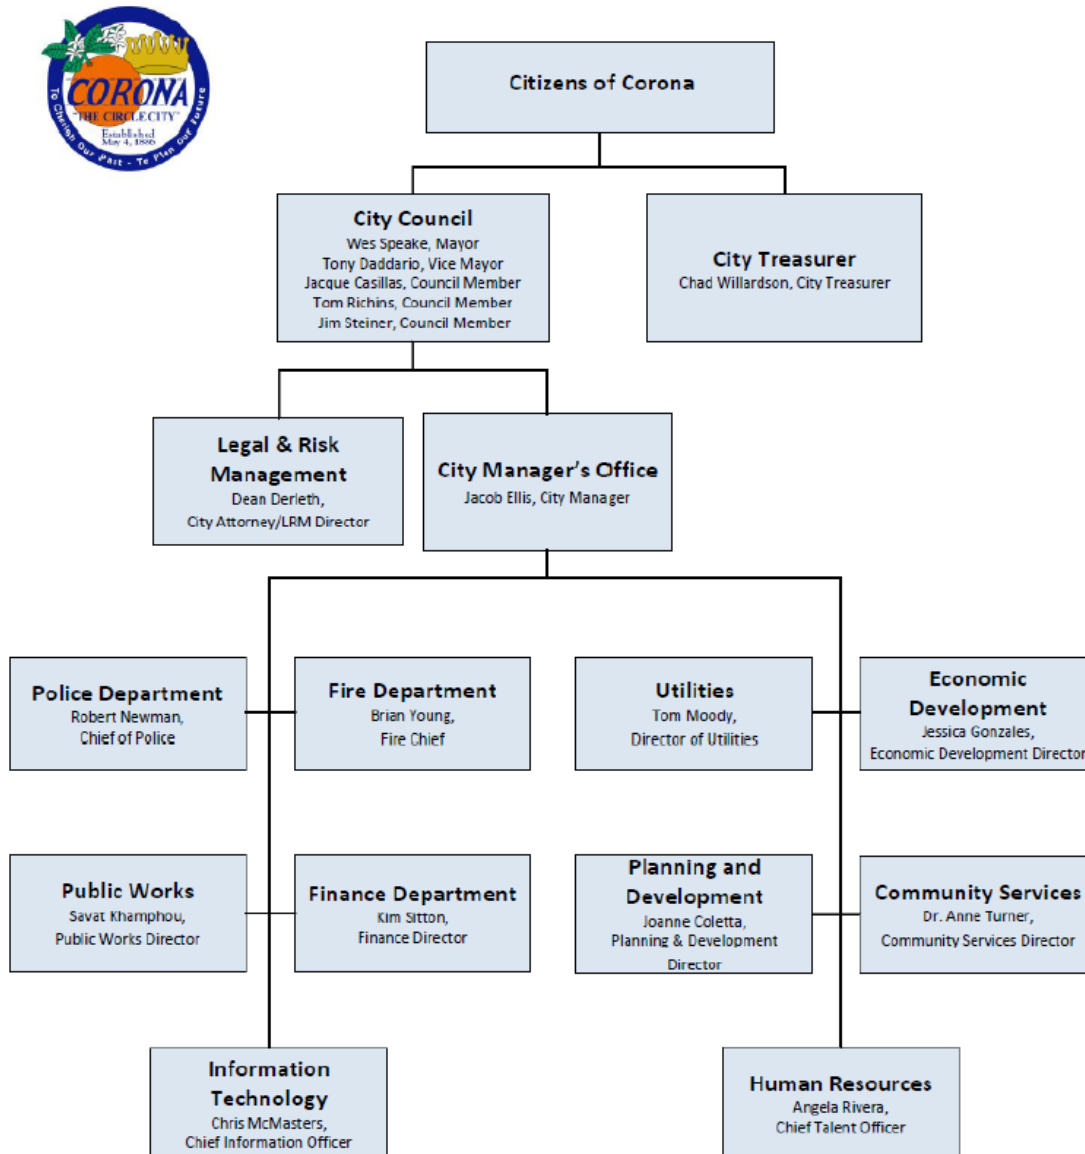 CORONA
"THE CIRCLE CITY"
Established
May 4, 1886
To Cherish Our Past - To Plan Our Future
Citizens of Corona
City Council
Wes Speake, Mayor
Tony Daddario, Vice Mayor
Jacque Casillas, Council Member
Tom Richins, Council Member
Jim Steiner, Council Member
City Treasurer
Chad Willardson, City Treasurer
Legal & Risk
Management
Dean Derleth,
City Attorney/LRM Director
City Manager's Office
Jacob Ellis, City Manager
Police Department
Robert Newman,
Chief of Police
Fire Department
Brian Young,
Fire Chief
Utilities
Tom Moody,
Director of Utilities
Economic
Development
Jessica Gonzales,
Economic Development Director
Public Works
Savat Khamphou,
Public Works Director
Finance Department
Kim Sitton,
Finance Director
Planning and
Development
Joanne Coletta,
Planning & Development
Director
Community Services
Dr. Anne Turner,
Community Services Director
Information
Technology
Chris McMasters,
Chief Information Officer
Human Resources
Angela Rivera,
Chief Talent Officer